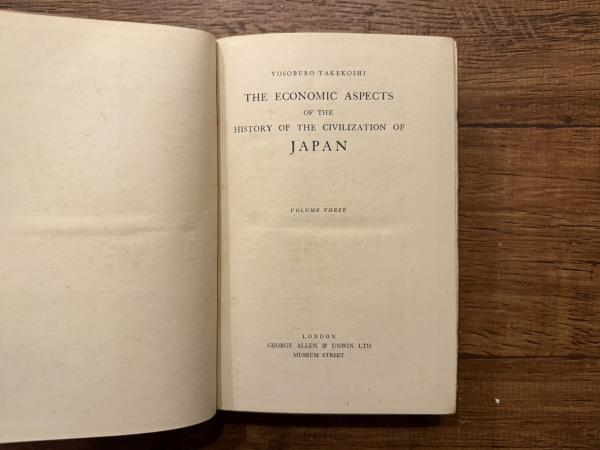 YOSOBURO TAKEKOSHI
THE ECONOMIC ASPECTS
OF THE
HISTORY OF THE CIVILIZATION OF
JAPAN
VOLUME THREE
LONDON
GEORGE ALLEN & UNWIN LTD
MUSEUM STREET